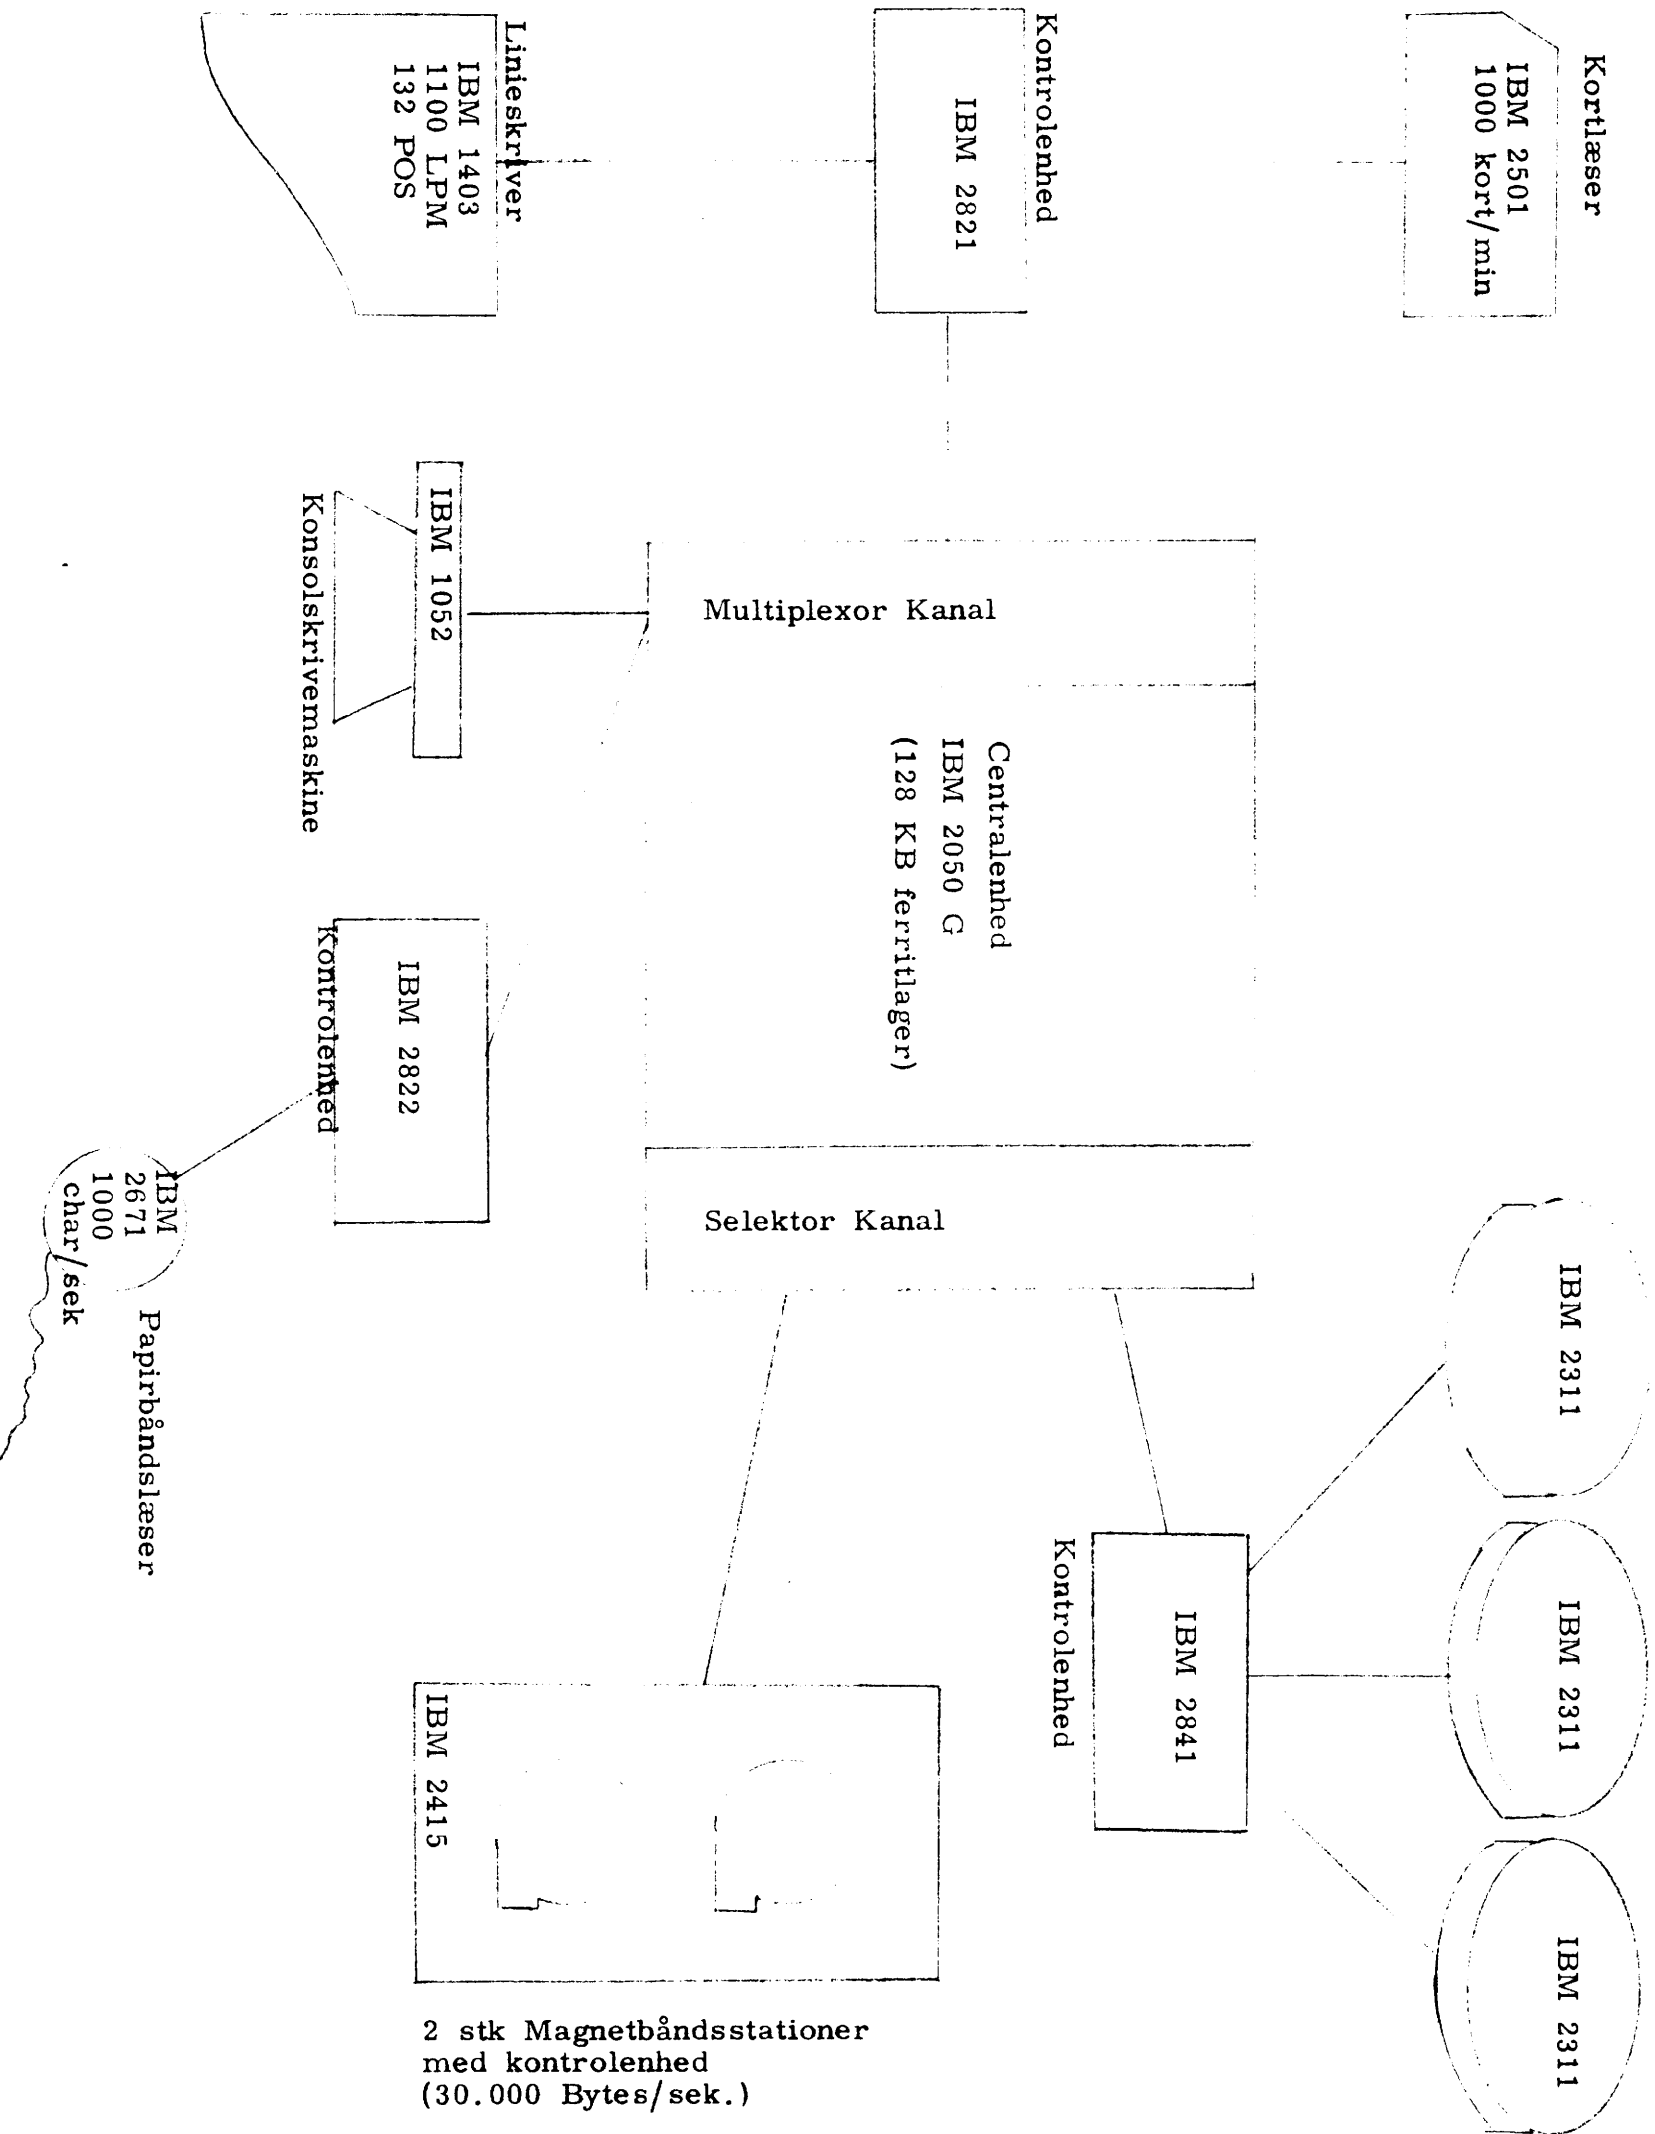 Kortlæser
IBM 2501
1000 kort/min
Kontrolenhed
IBM 2821
Linieskriver
IBM 1403
1100 LPM
132 POS
Multiplexor Kanal
IBM 1052
Konsolskrivemaskine
Centralenhed
IBM 2050 G
(128 KB ferritlager)
IBM 2822
Kontrolenhed
IBM
2671
1000
char/sek
Papirbåndslæser
Selektor Kanal
IBM 2311
IBM 2311
IBM 2311
IBM 2841
Kontrolenhed
IBM 2415
2 stk Magnetbåndsstationer
med kontrolenhed
(30.000 Bytes/sek.)